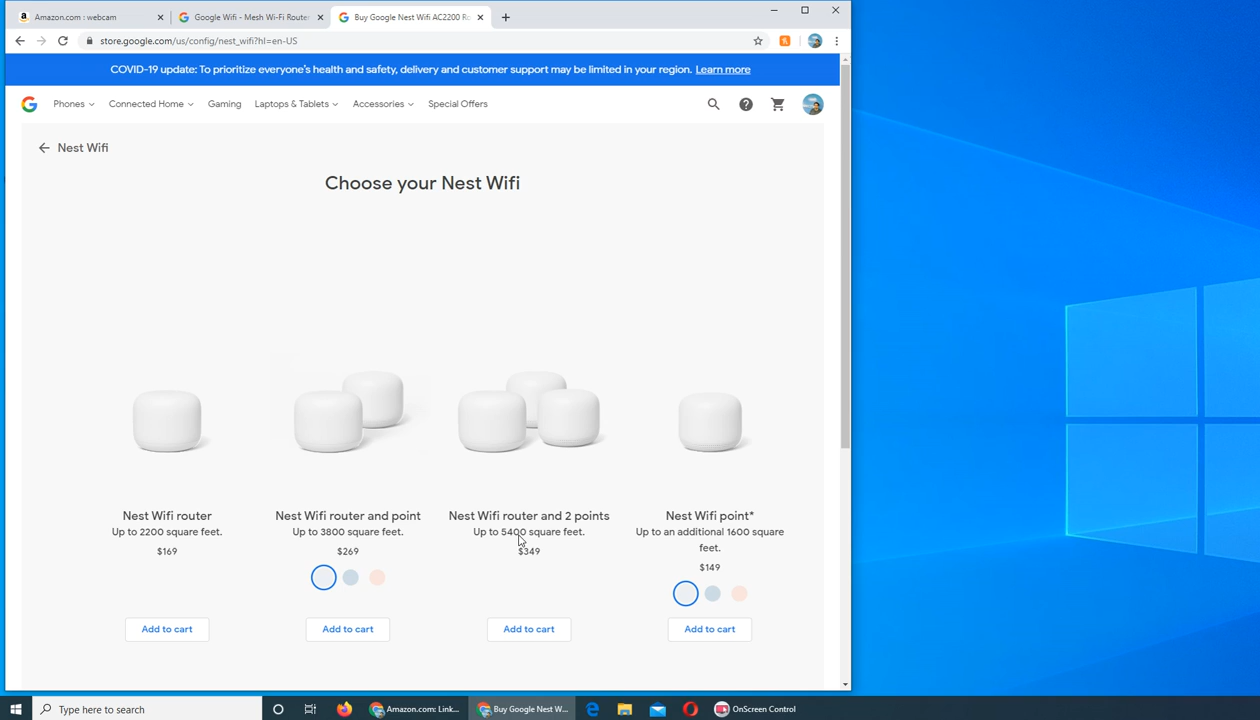 Amazon.com : webcam
Google Wifi - Mesh Wi-Fi Router
Buy Google Nest Wifi AC2200 Ro
store.google.com/us/config/nest_wifi?hl=en-US
COVID-19 update: To prioritize everyone's health and safety, delivery and customer support may be limited in your region. Learn more
Phones Connected Home Gaming Laptops & Tablets Accessories Special Offers
Nest Wifi
Choose your Nest Wifi
Nest Wifi router
Up to 2200 square feet.
$169
Add to cart
Nest Wifi router and point
Up to 3800 square feet.
$269
Add to cart
Nest Wifi router and 2 points
Up to 5400 square feet.
$349
Add to cart
Nest Wifi point*
Up to an additional 1600 square
feet.
$149
Add to cart
Type here to search
Amazon.com: Link...
Buy Google Nest W...
OnScreen Control